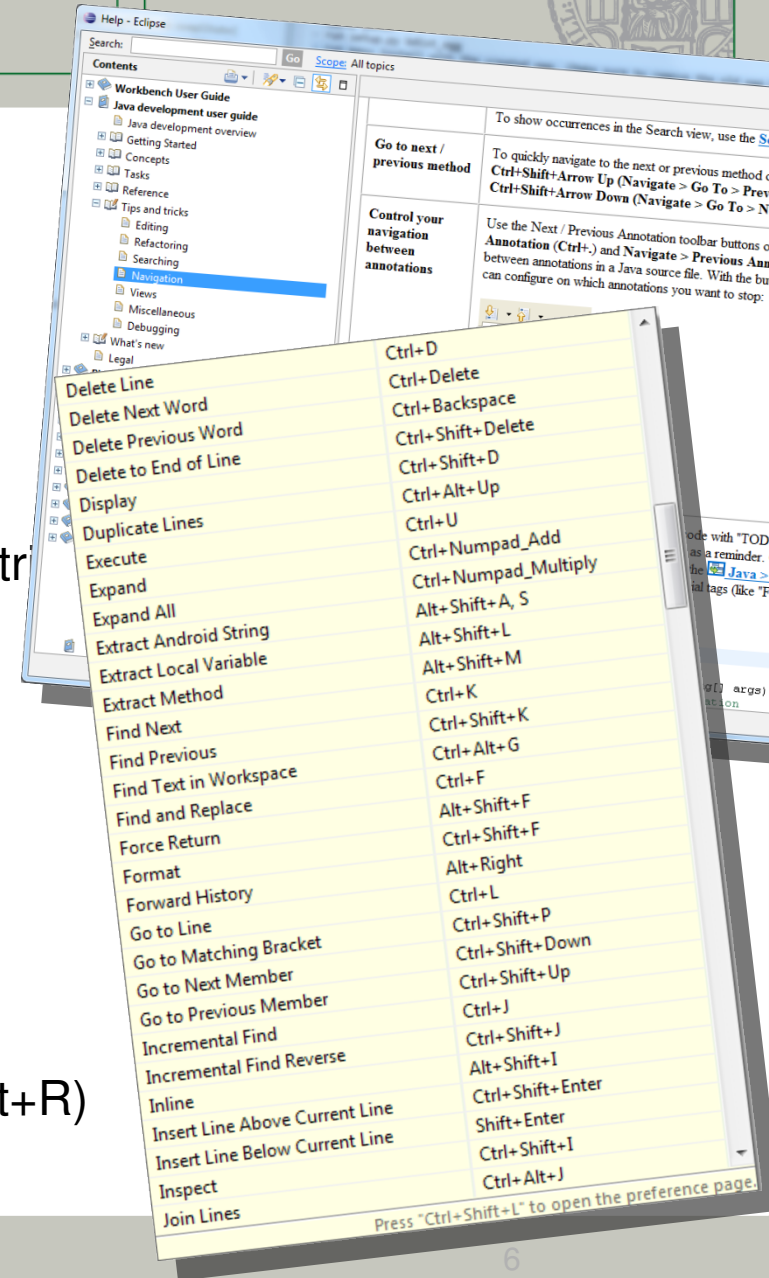 Help - Eclipse
Search:
Go Scope: All topics
Contents
Workbench User Guide
Java development user guide
Java development overview
Getting Started
Concepts
Tasks
Reference
Tips and tricks
Editing
Refactoring
Searching
Navigation
Views
Miscellaneous
Debugging
What's new
Legal
To show occurrences in the Search view, use the
Go to next / previous method
To quickly navigate to the next or previous method
Ctrl+Shift+Arrow Up (Navigate > Go To >
Ctrl+Shift+Arrow Down (Navigate > Go To >
Control your navigation between annotations
Use the Next / Previous Annotation toolbar buttons
Annotation (Ctrl+.) and Navigate > Previous
between annotations in a Java source file. With the
can configure on which annotations you want to stop:
code with "TOD
as a reminder.
the Java >
tags (like "F
args)
Delete Line Ctrl+D
Delete Next Word Ctrl+Delete
Delete Previous Word Ctrl+Backspace
Delete to End of Line Ctrl+Shift+Delete
Display Ctrl+Shift+D
Duplicate Lines Ctrl+Alt+Up
Execute Ctrl+U
Expand Ctrl+Numpad_Add
Expand All Ctrl+Numpad_Multiply
Extract Android String Alt+Shift+A, S
Extract Local Variable Alt+Shift+L
Extract Method Alt+Shift+M
Find Next Ctrl+K
Find Previous Ctrl+Shift+K
Find Text in Workspace Ctrl+Alt+G
Find and Replace Ctrl+F
Force Return Alt+Shift+F
Format Ctrl+Shift+F
Forward History Alt+Right
Go to Line Ctrl+L
Go to Matching Bracket Ctrl+Shift+P
Go to Next Member Ctrl+Shift+Down
Go to Previous Member Ctrl+Shift+Up
Incremental Find Ctrl+J
Incremental Find Reverse Ctrl+Shift+J
Inline Alt+Shift+I
Insert Line Above Current Line Ctrl+Shift+Enter
Insert Line Below Current Line Shift+Enter
Inspect Ctrl+Shift+I
Join Lines Ctrl+Alt+J
Press "Ctrl+Shift+L" to open the preference page.
t+R)
6